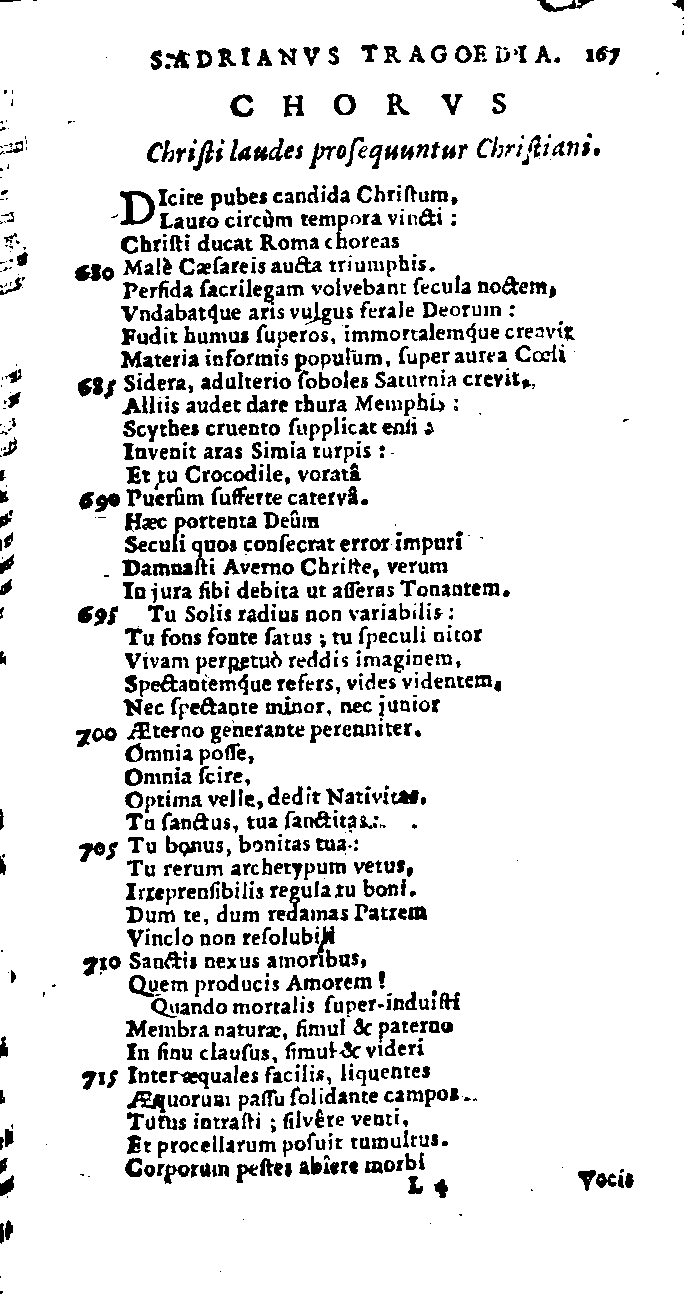 S. ADRIANVS TRAGOEDIA. 167
CHORVS
Christi laudes prosequuntur Christiani.
DIcite pubes candida Christum,
Lauro circùm tempora vincti :
Christi ducat Roma choreas
680 Malè Cæsareis aucta triumphis.
Perfida sacrilegam volvebant secula noctem,
Vndabatque aris vulgus ferale Deorum :
Fudit humus superos, immortalemque creavit
Materia informis populum, super aurea Cœli
685 Sidera, adulterio soboles Saturnia crevit,
Alliis audet dare thura Memphis :
Scythes cruento supplicat ensi ;
Invenit aras Simia turpis :
Et tu Crocodile, voratâ
690 Puerûm sufferte catervâ.
Hæc portenta Deûm
Seculi quos consecrat error impuri
Damnasti Averno Christe, verum
In jura sibi debita ut asseras Tonantem.
695 Tu Solis radius non variabilis :
Tu fons fonte satus ; tu speculi nitor
Vivam perpetuò reddis imaginem,
Spectantemque refers, vides videntem,
Nec spectante minor, nec junior
700 Æterno generante perenniter.
Omnia posse,
Omnia scire,
Optima velle, dedit Nativitas.
Tu sanctus, tua sanctitas :
705 Tu bonus, bonitas tua :
Tu rerum archetypum vetus,
Irreprensibilis regula tu boni.
Dum te, dum redamas Patrem
Vinclo non resolubili
710 Sanctis nexus amoribus,
Quem producis Amorem !
Quando mortalis super-induisti
Membra naturæ, simul & paterno
In sinu clausus, simul & videri
715 Inter æquales facilis, liquentes
Æquorum passu solidante campos
Tutus intrasti ; silvêre venti,
Et procellarum posuit tumultus.
Corporum pestes abîere morbi
L 4 Vocis